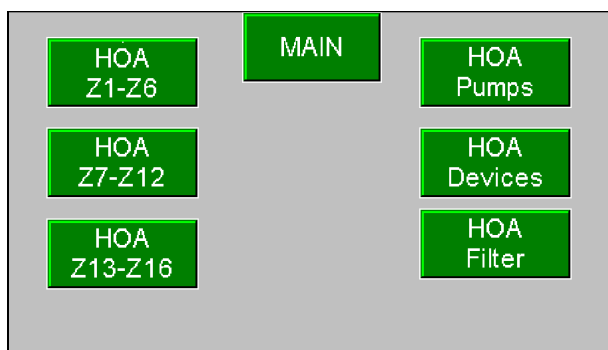 MAIN
HOA
Z1-Z6
HOA
Pumps
HOA
Z7-Z12
HOA
Devices
HOA
Z13-Z16
HOA
Filter